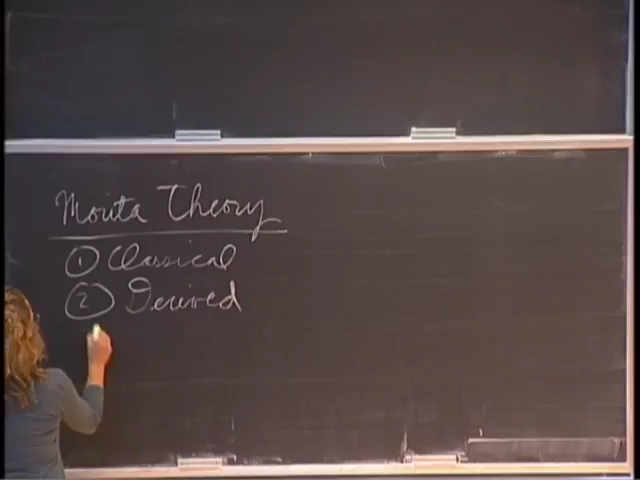 Morita Theory
① Classical
② Derived